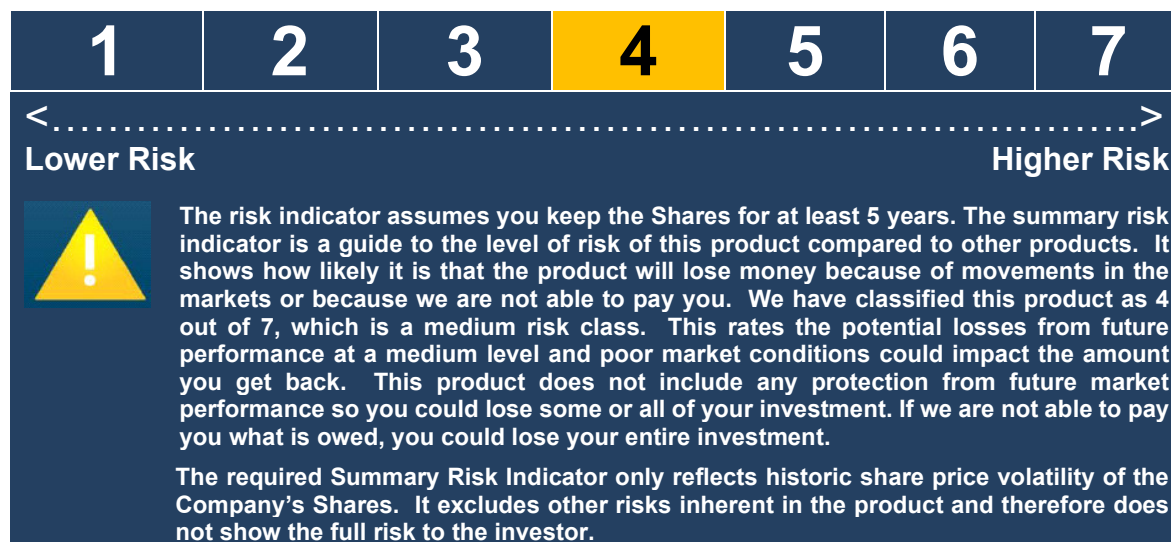 1 2 3 4 5 6 7
<...........................................................................>
Lower Risk Higher Risk
!
The risk indicator assumes you keep the Shares for at least 5 years. The summary risk
indicator is a guide to the level of risk of this product compared to other products. It
shows how likely it is that the product will lose money because of movements in the
markets or because we are not able to pay you. We have classified this product as 4
out of 7, which is a medium risk class. This rates the potential losses from future
performance at a medium level and poor market conditions could impact the amount
you get back. This product does not include any protection from future market
performance so you could lose some or all of your investment. If we are not able to pay
you what is owed, you could lose your entire investment.
The required Summary Risk Indicator only reflects historic share price volatility of the
Company's Shares. It excludes other risks inherent in the product and therefore does
not show the full risk to the investor.